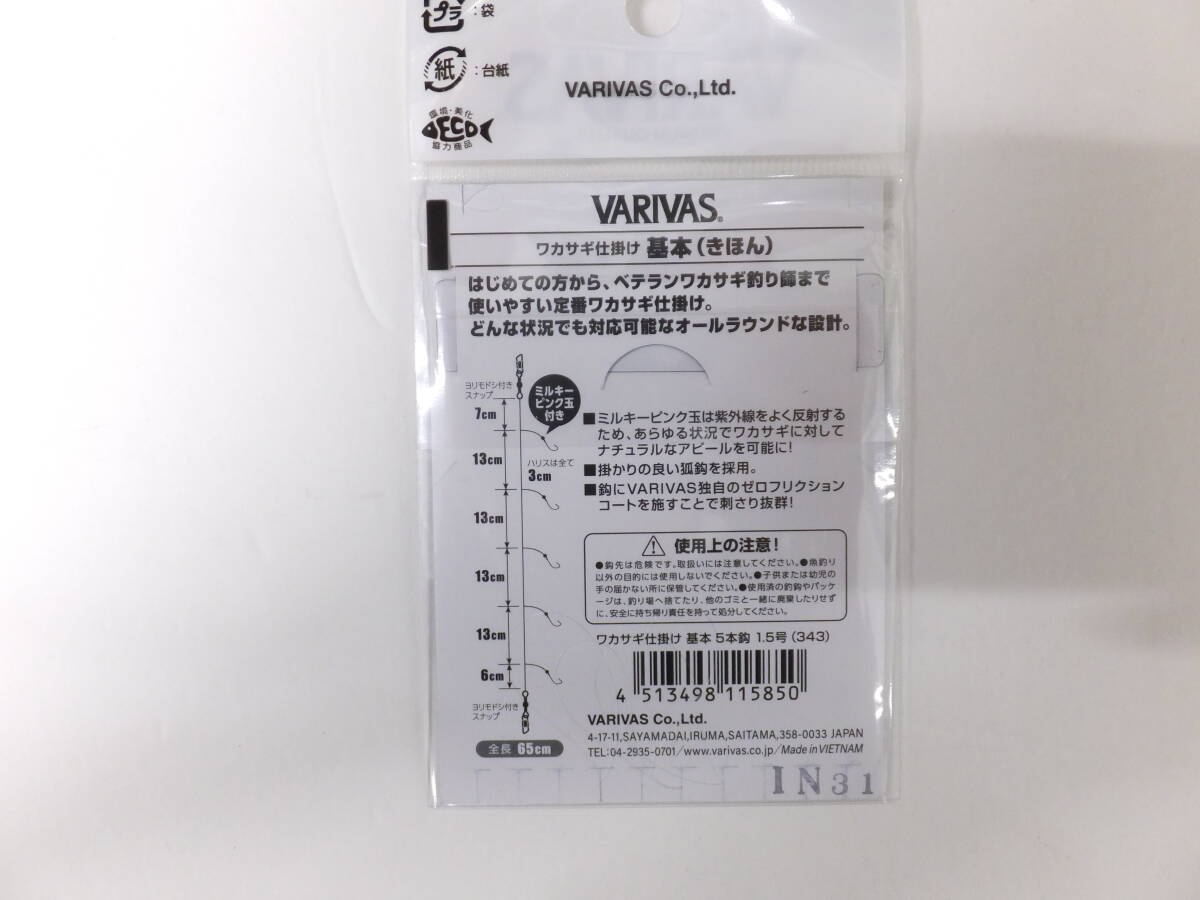 プラ :袋
紙 :台紙
環境・美化
ECO
協力商品
VARIVAS Co.,Ltd.
VARIVAS®
ワカサギ仕掛け 基本(きほん)
はじめての方から、ベテランワカサギ釣り師まで
使いやすい定番ワカサギ仕掛け。
どんな状況でも対応可能なオールラウンドな設計。
ヨリモドシ付き
スナップ
ミルキー
ピンク玉
付き
7cm
13cm
ハリスは全て
3cm
13cm
13cm
13cm
6cm
ヨリモドシ付き
スナップ
全長 65cm
■ミルキーピンク玉は紫外線をよく反射する
ため、あらゆる状況でワカサギに対して
ナチュラルなアピールを可能に!
■掛かりの良い狐鈎を採用。
■鈎にVARIVAS独自のゼロフリクション
コートを施すことで刺さり抜群!
使用上の注意!
●鈎先は危険です。取扱いには注意してください。●魚釣り
以外の目的には使用しないでください。●子供または幼児の
手の届かない所に保管してください。●使用済の釣鈎やパッケ
ージは、釣り場へ捨てたり、他のゴミと一緒に廃棄したりせず
に、安全に持ち帰り責任を持って処分してください。
ワカサギ仕掛け 基本 5本鈎 1.5号(343)
4 513498 115850
VARIVAS Co.,Ltd.
4-17-11,SAYAMADAI,IRUMA,SAITAMA,358-0033 JAPAN
TEL:04-2935-0701/www.varivas.co.jp/Made in VIETNAM
IN31